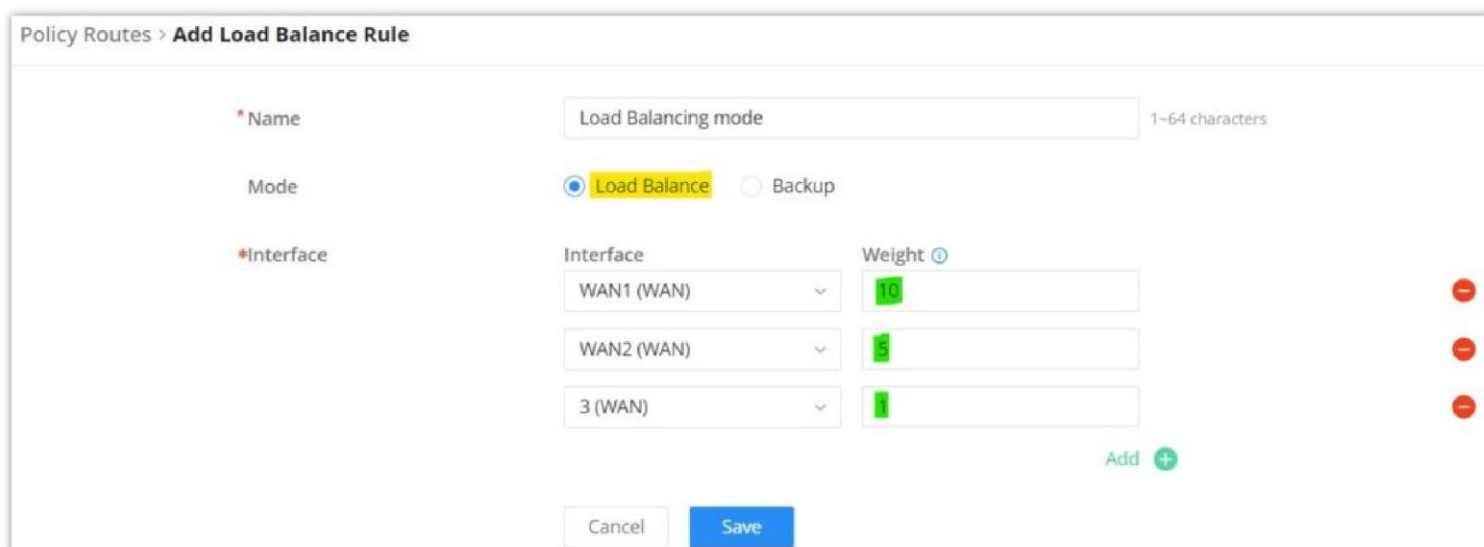 Policy Routes > Add Load Balance Rule
*Name Load Balancing mode 1~64 characters
Mode Load Balance Backup
*Interface Interface Weight
WAN1 (WAN) 10
WAN2 (WAN) 5
3 (WAN) 1
Add
Cancel Save